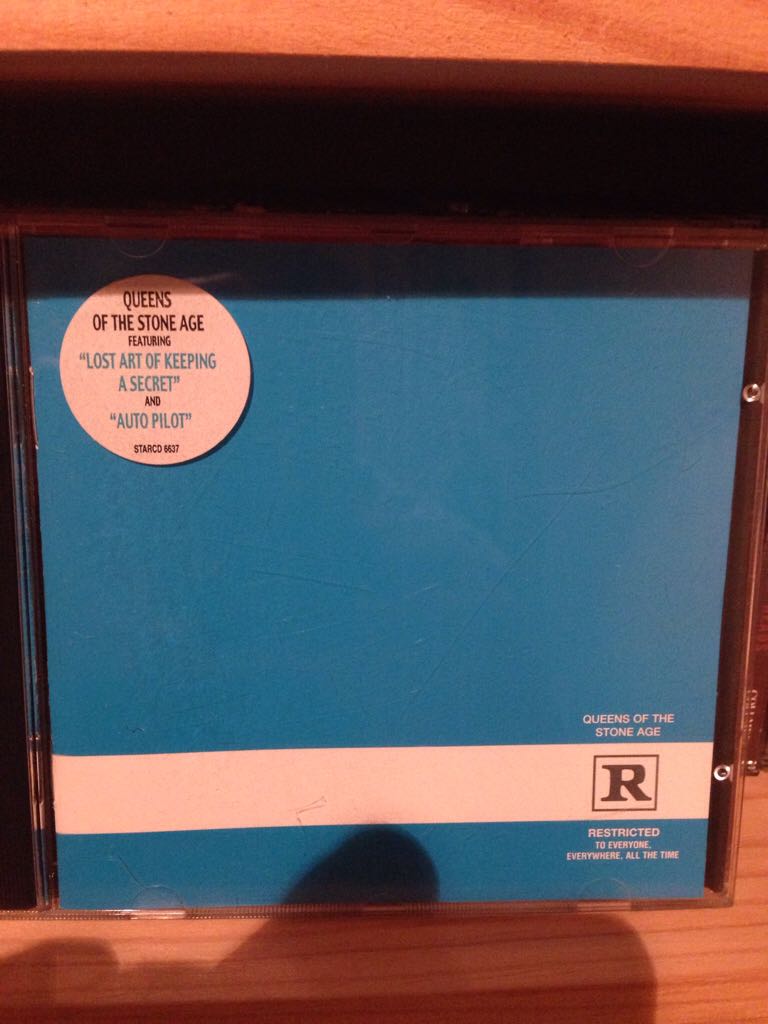 QUEENS
OF THE STONE AGE
FEATURING
“LOST ART OF KEEPING
A SECRET”
AND
“AUTO PILOT”
STARCD 6637
QUEENS OF THE
STONE AGE
R
RESTRICTED
TO EVERYONE,
EVERYWHERE, ALL THE TIME